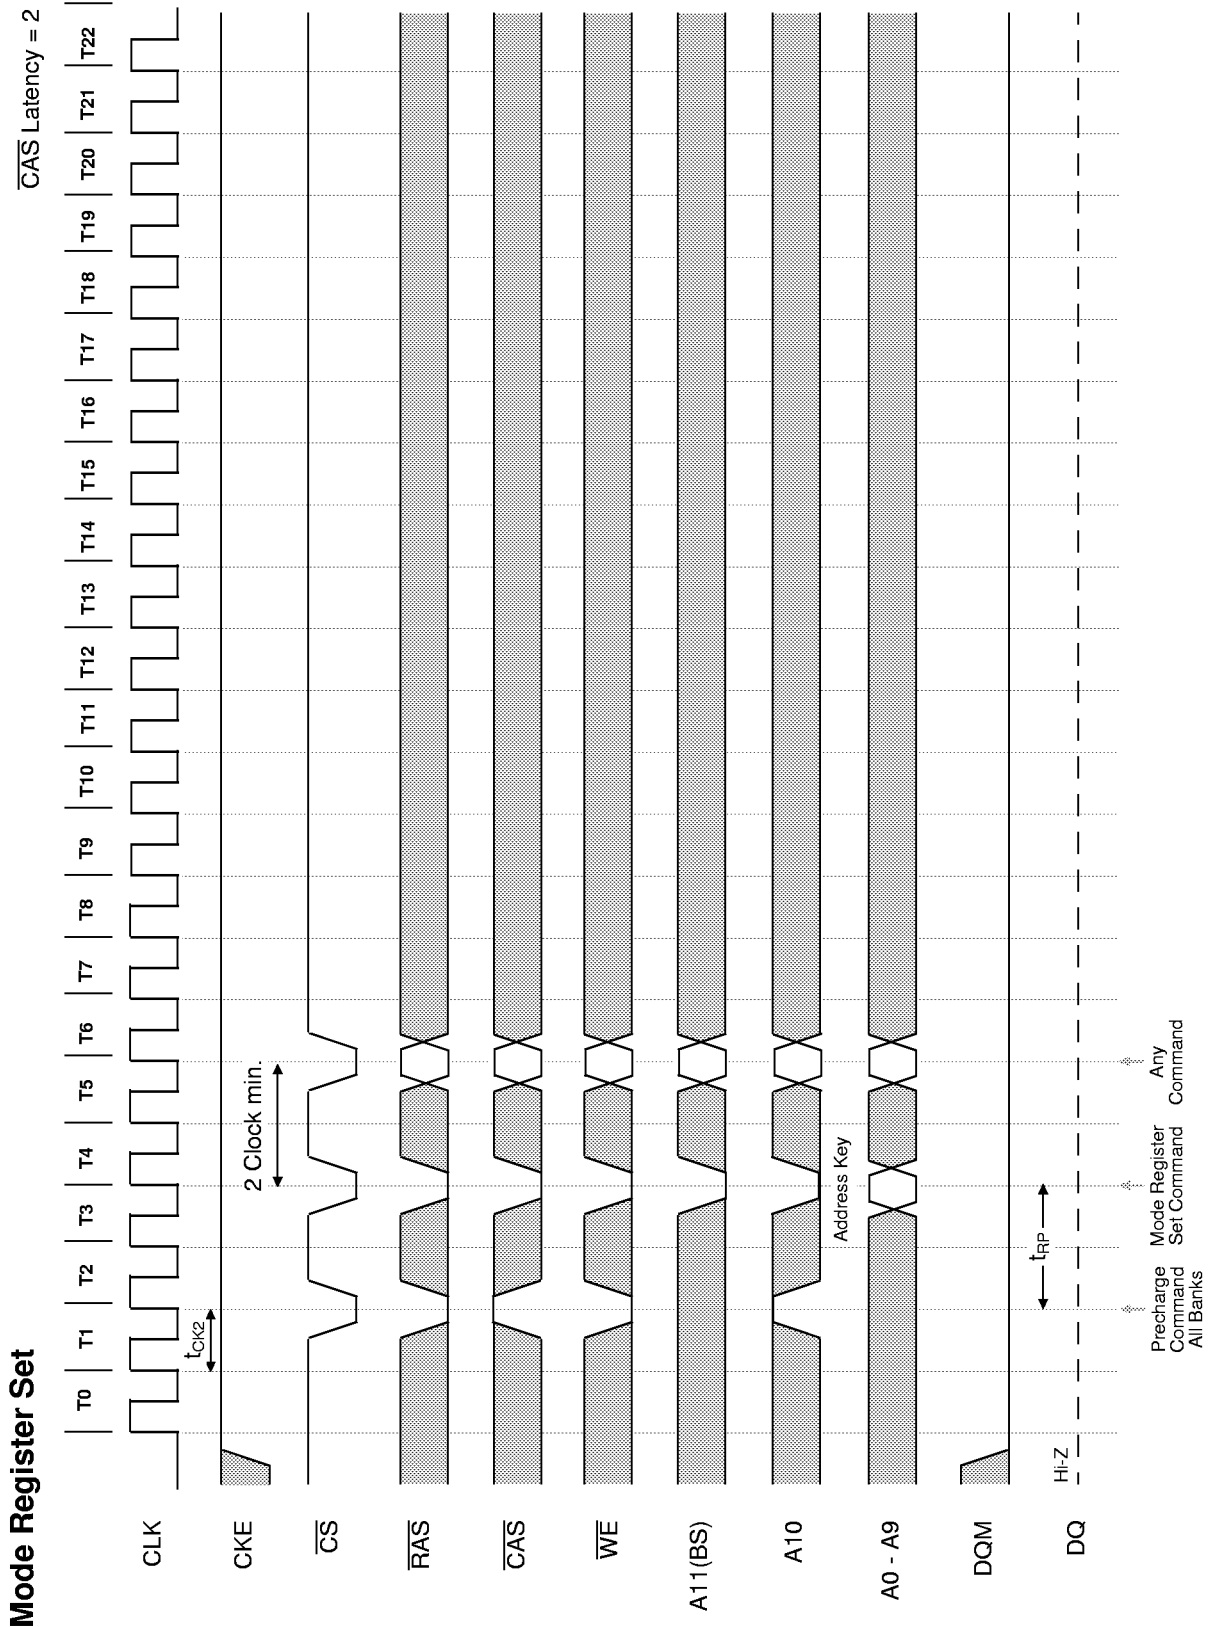 Mode Register Set
CAS Latency = 2
T0 T1 T2 T3 T4 T5 T6 T7 T8 T9 T10 T11 T12 T13 T14 T15 T16 T17 T18 T19 T20 T21 T22
CLK
tCK2
CKE
2 Clock min.
CS
RAS
CAS
WE
A11(BS)
A10
Address Key
A0 - A9
DQM
tRP
Hi-Z
DQ
Precharge
Command
All Banks
Mode Register
Set Command
Any
Command